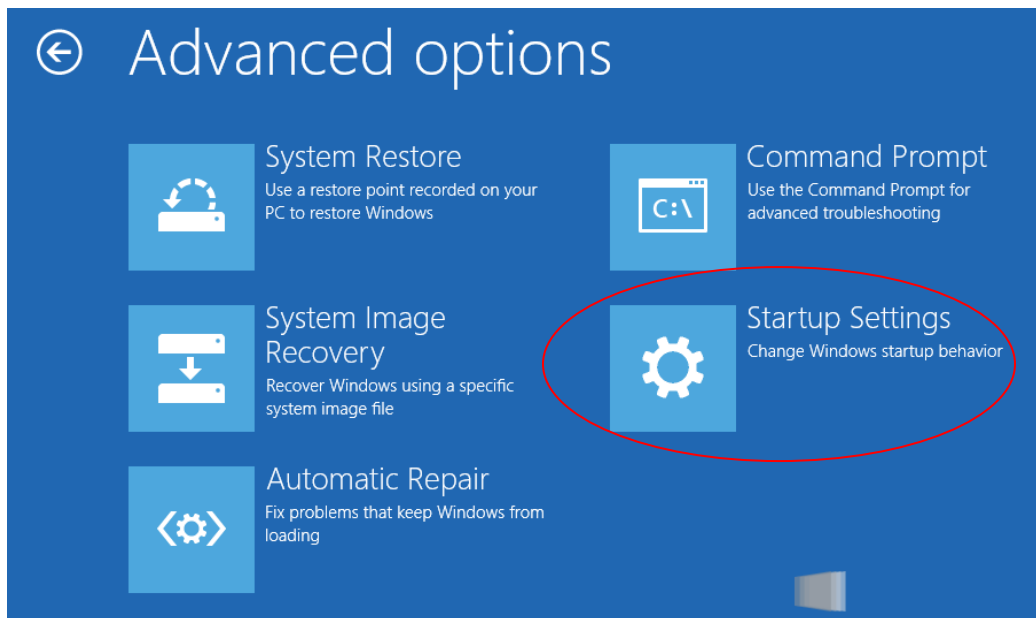 Advanced options
System Restore
Use a restore point recorded on your
PC to restore Windows
System Image
Recovery
Recover Windows using a specific
system image file
Automatic Repair
Fix problems that keep Windows from
loading
Command Prompt
Use the Command Prompt for
advanced troubleshooting
C:\
Startup Settings
Change Windows startup behavior